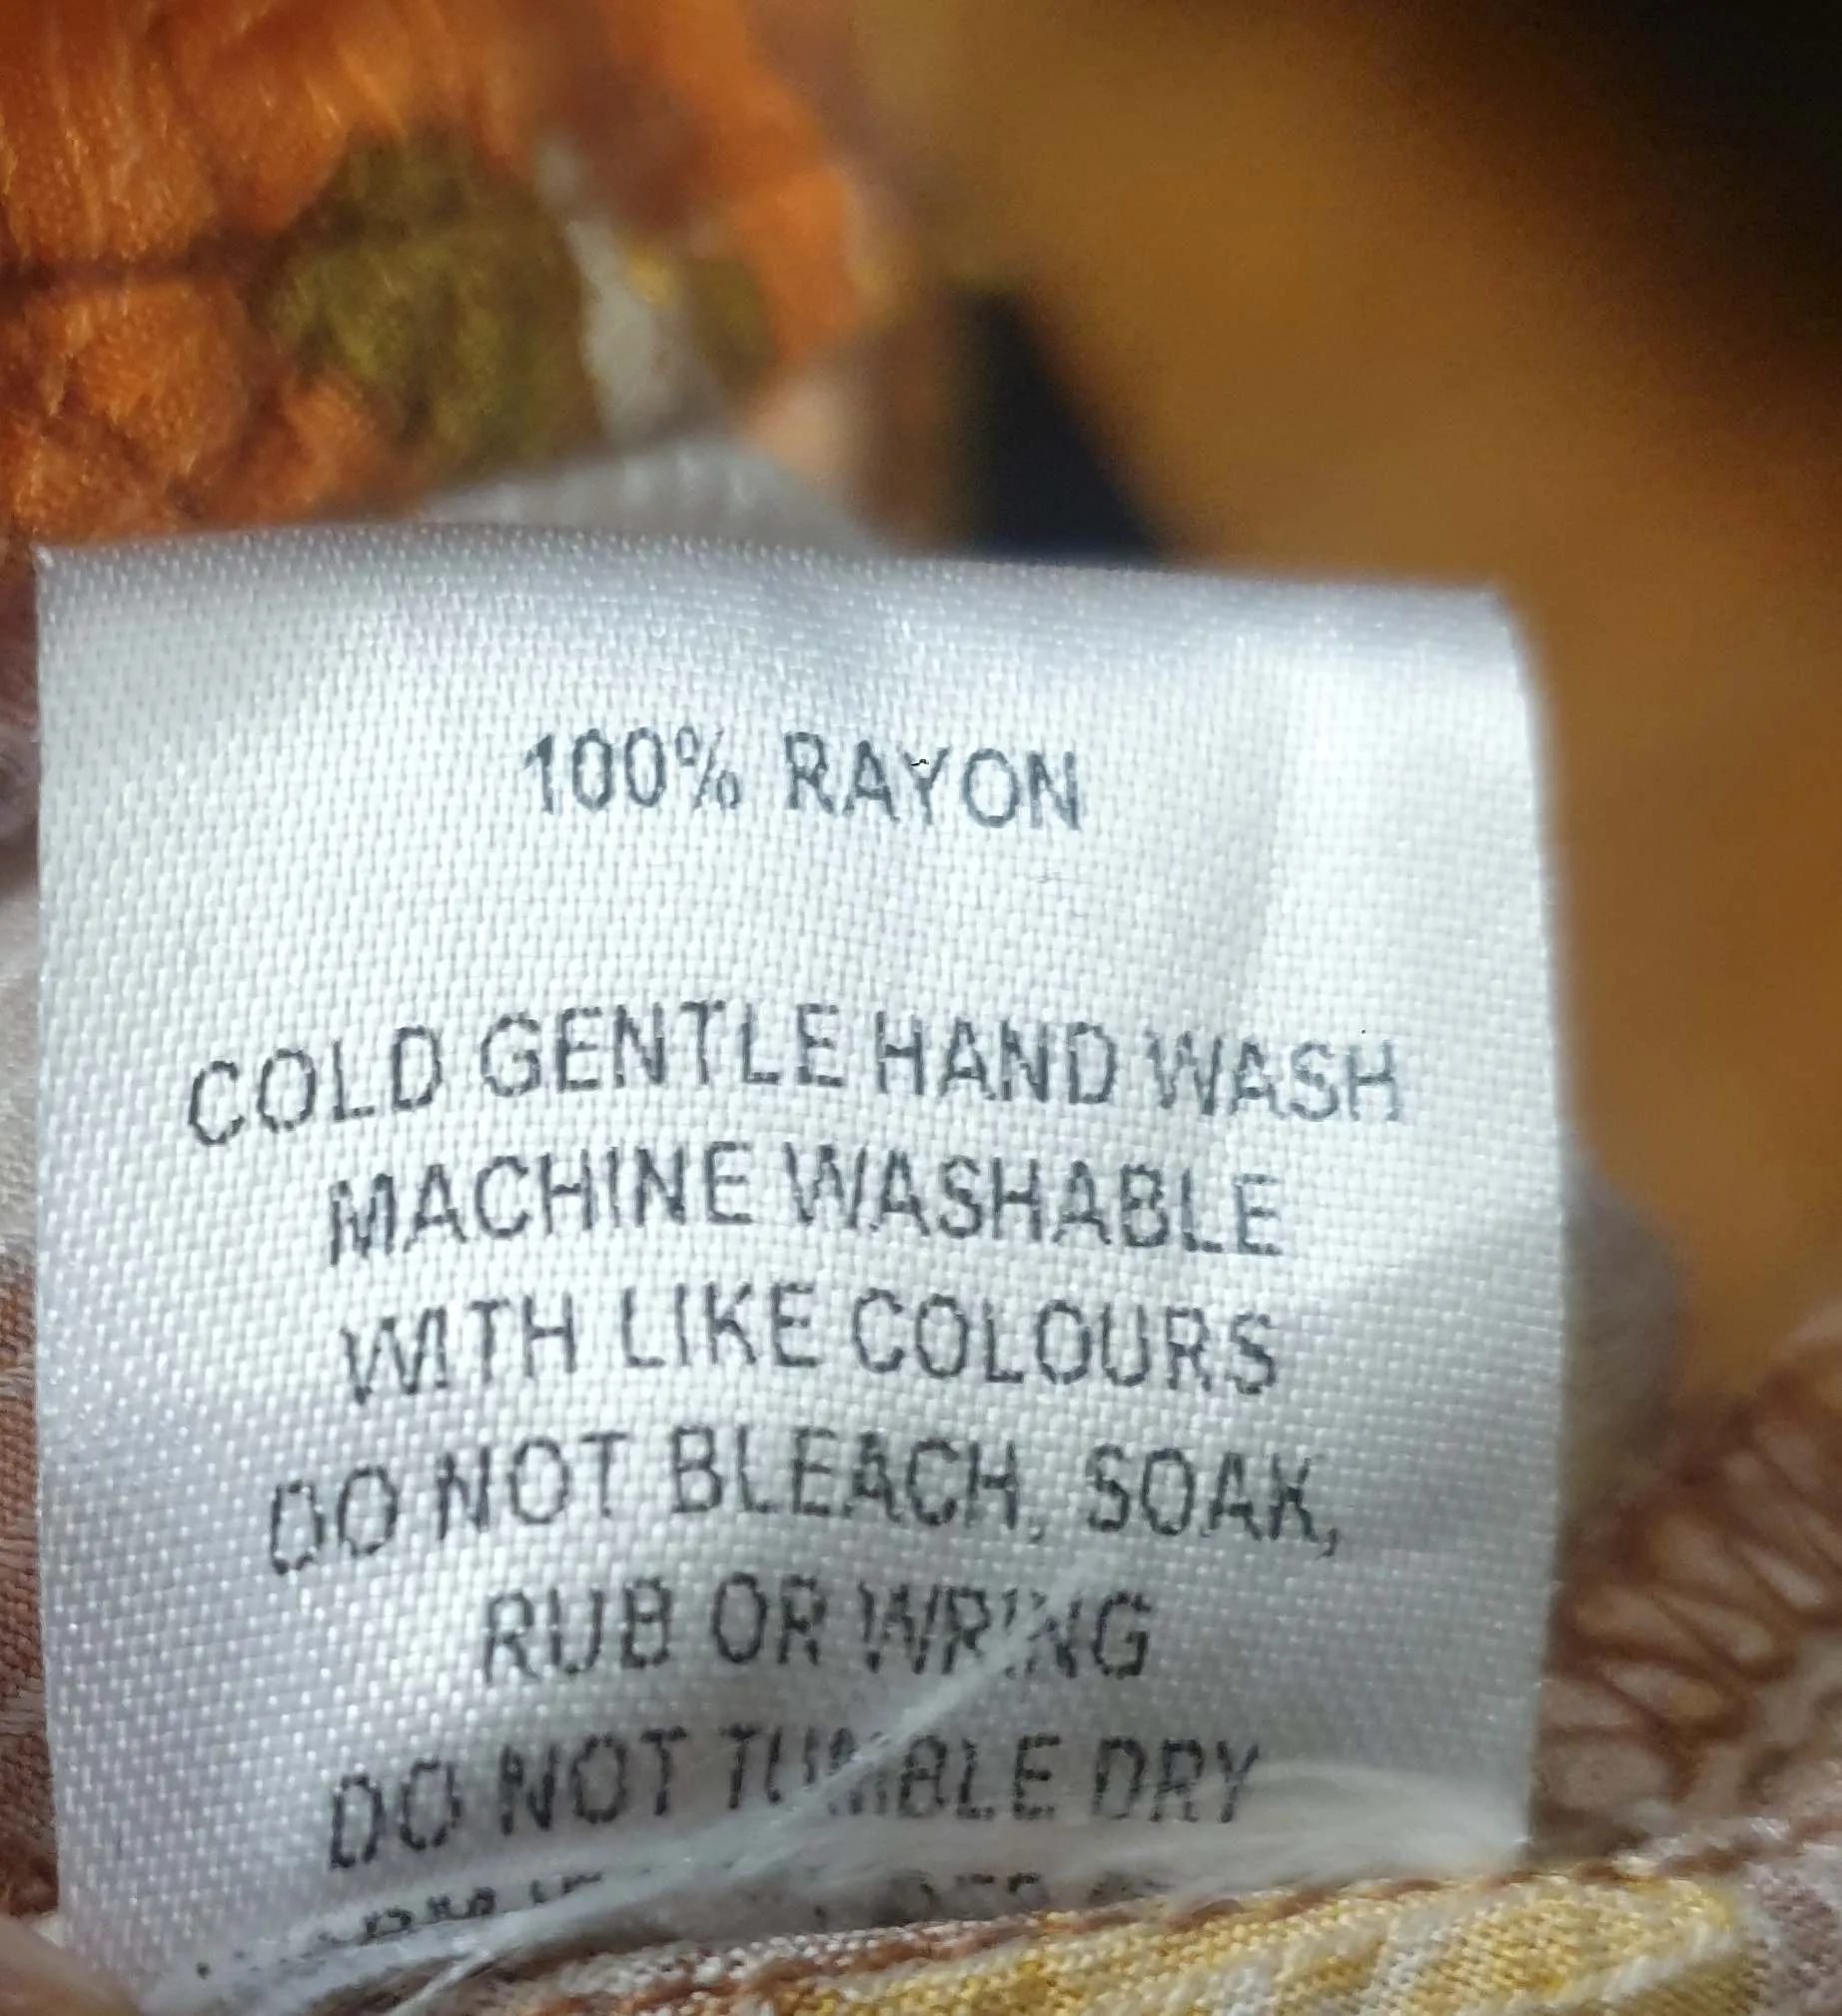 100% RAYON
COLD GENTLE HAND WASH
MACHINE WASHABLE
WITH LIKE COLOURS
DO NOT BLEACH, SOAK,
RUB OR WRING
DO NOT TUMBLE DRY